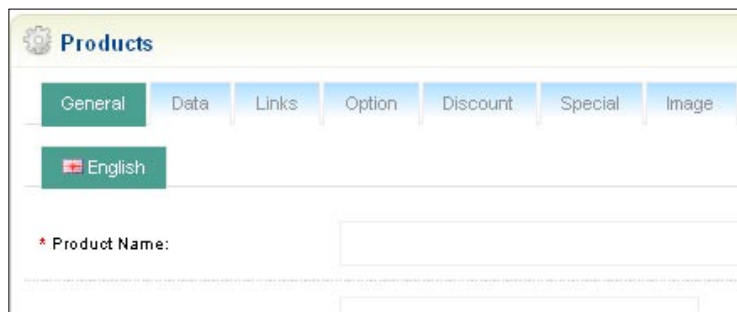 Products
General Data Links Option Discount Special Image
English
* Product Name: